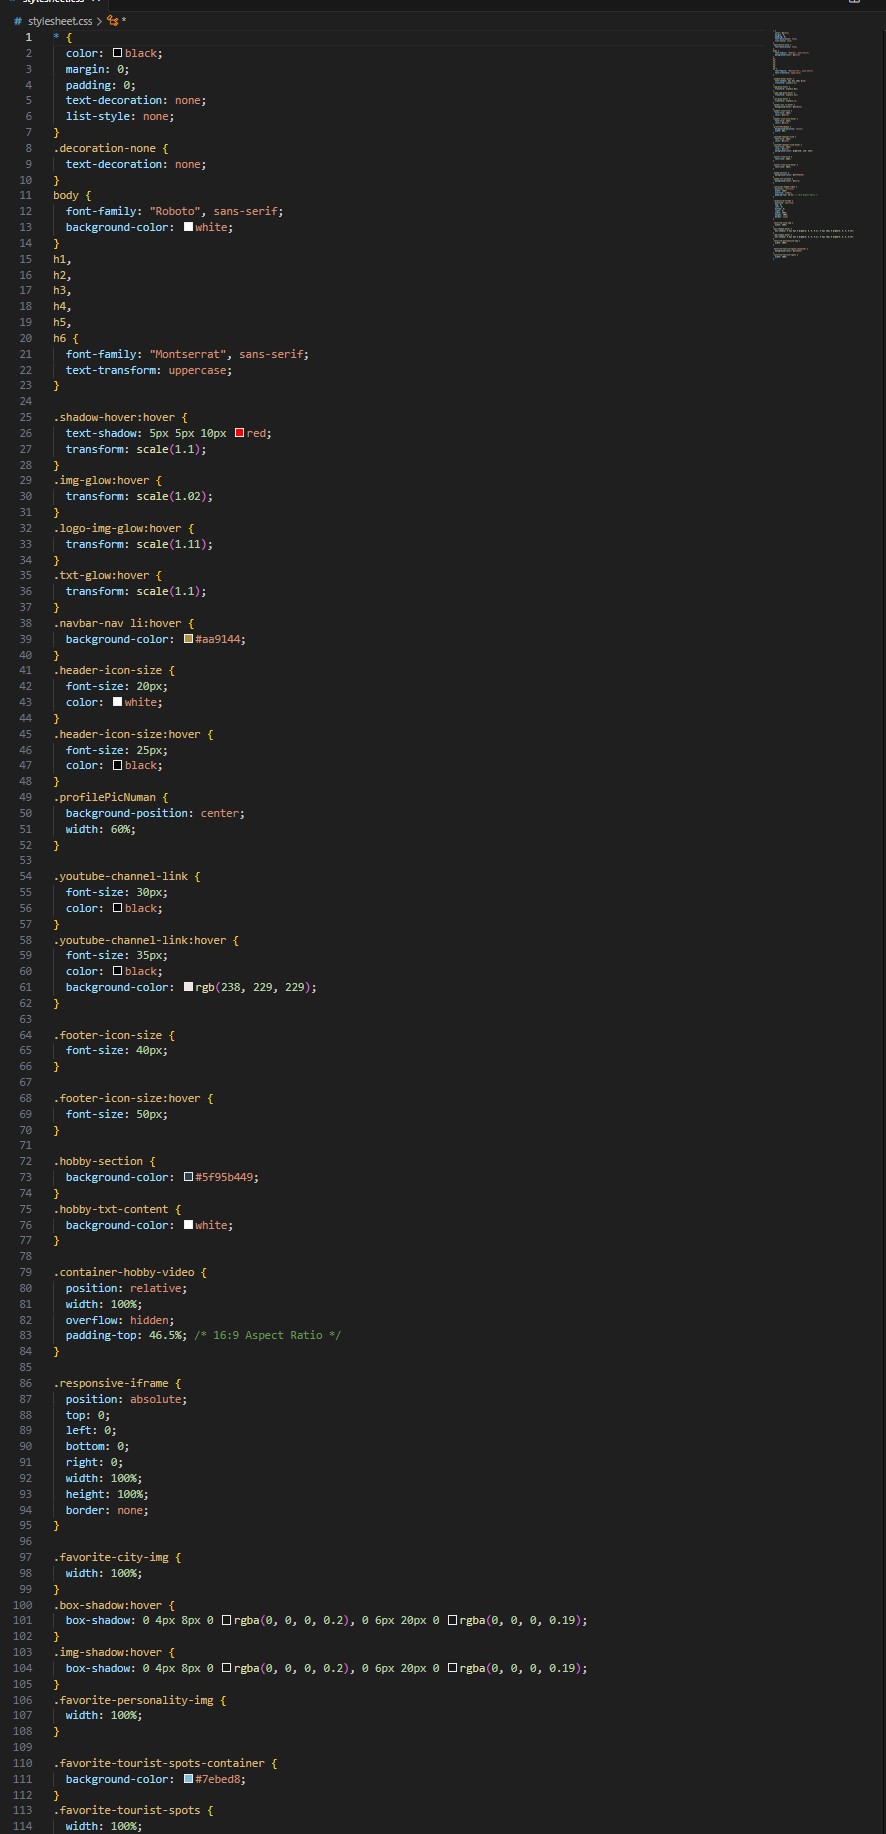 stylesheet.css
# stylesheet.css > *
1 * {
2 color: black;
3 margin: 0;
4 padding: 0;
5 text-decoration: none;
6 list-style: none;
7 }
8 .decoration-none {
9 text-decoration: none;
10 }
11 body {
12 font-family: "Roboto", sans-serif;
13 background-color: white;
14 }
15 h1,
16 h2,
17 h3,
18 h4,
19 h5,
20 h6 {
21 font-family: "Montserrat", sans-serif;
22 text-transform: uppercase;
23 }
24
25 .shadow-hover:hover {
26 text-shadow: 5px 5px 10px red;
27 transform: scale(1.1);
28 }
29 .img-glow:hover {
30 transform: scale(1.02);
31 }
32 .logo-img-glow:hover {
33 transform: scale(1.11);
34 }
35 .txt-glow:hover {
36 transform: scale(1.1);
37 }
38 .navbar-nav li:hover {
39 background-color: #aa9144;
40 }
41 .header-icon-size {
42 font-size: 20px;
43 color: white;
44 }
45 .header-icon-size:hover {
46 font-size: 25px;
47 color: black;
48 }
49 .profilePicNuman {
50 background-position: center;
51 width: 60%;
52 }
53
54 .youtube-channel-link {
55 font-size: 30px;
56 color: black;
57 }
58 .youtube-channel-link:hover {
59 font-size: 35px;
60 color: black;
61 background-color: rgb(238, 229, 229);
62 }
63
64 .footer-icon-size {
65 font-size: 40px;
66 }
67
68 .footer-icon-size:hover {
69 font-size: 50px;
70 }
71
72 .hobby-section {
73 background-color: #5f95b449;
74 }
75 .hobby-txt-content {
76 background-color: white;
77 }
78
79 .container-hobby-video {
80 position: relative;
81 width: 100%;
82 overflow: hidden;
83 padding-top: 46.5%; /* 16:9 Aspect Ratio */
84 }
85
86 .responsive-iframe {
87 position: absolute;
88 top: 0;
89 left: 0;
90 bottom: 0;
91 right: 0;
92 width: 100%;
93 height: 100%;
94 border: none;
95 }
96
97 .favorite-city-img {
98 width: 100%;
99 }
100 .box-shadow:hover {
101 box-shadow: 0 4px 8px 0 rgba(0, 0, 0, 0.2), 0 6px 20px 0 rgba(0, 0, 0, 0.19);
102 }
103 .img-shadow:hover {
104 box-shadow: 0 4px 8px 0 rgba(0, 0, 0, 0.2), 0 6px 20px 0 rgba(0, 0, 0, 0.19);
105 }
106 .favorite-personality-img {
107 width: 100%;
108 }
109
110 .favorite-tourist-spots-container {
111 background-color: #7ebed8;
112 }
113 .favorite-tourist-spots {
114 width: 100%;